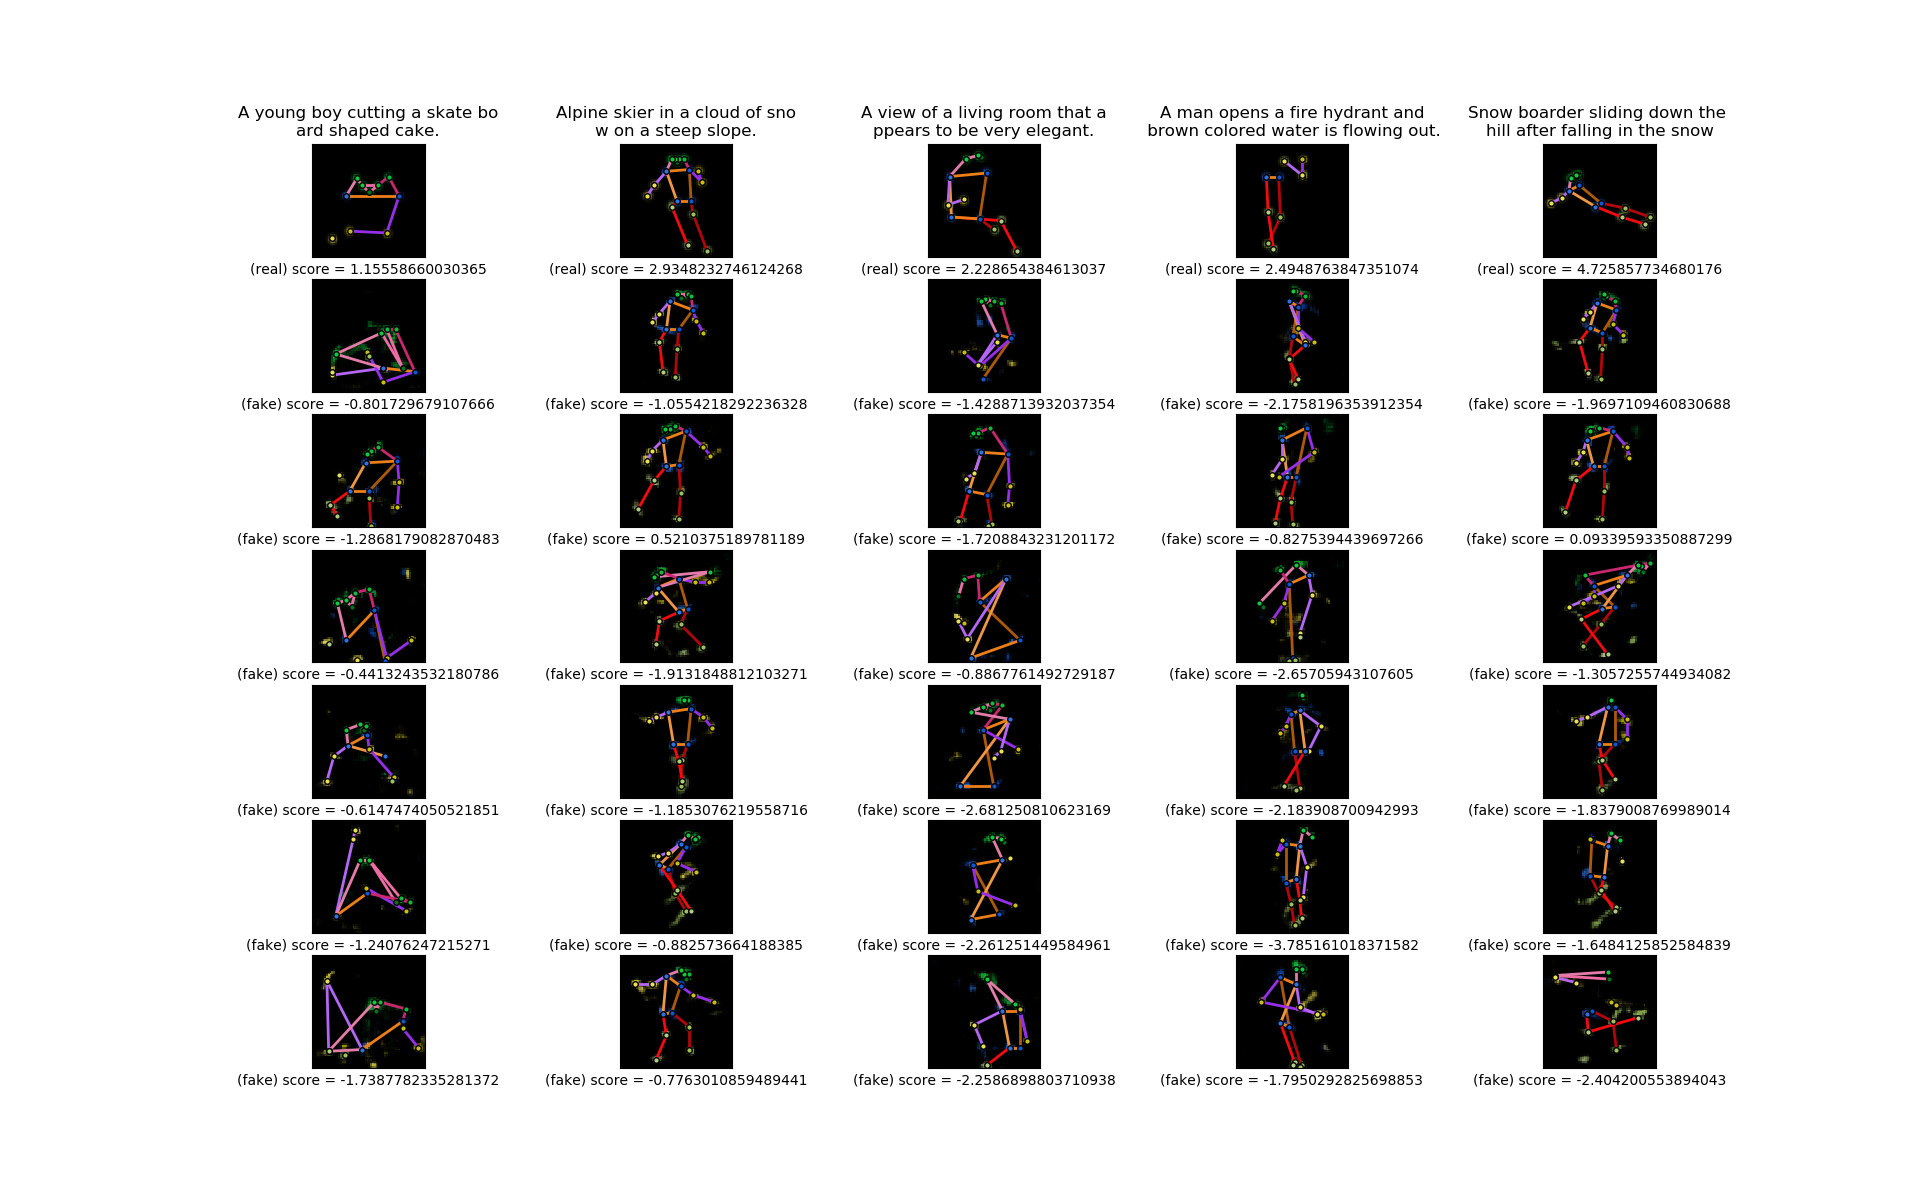 A young boy cutting a skate bo
ard shaped cake.
Alpine skier in a cloud of sno
w on a steep slope.
A view of a living room that a
ppears to be very elegant.
A man opens a fire hydrant and
brown colored water is flowing out.
Snow boarder sliding down the
hill after falling in the snow
(real) score = 1.15558660030365
(real) score = 2.9348232746124268
(real) score = 2.228654384613037
(real) score = 2.4948763847351074
(real) score = 4.725857734680176
(fake) score = -0.801729679107666
(fake) score = -1.0554218292236328
(fake) score = -1.4288713932037354
(fake) score = -2.1758196353912354
(fake) score = -1.9697109460830688
(fake) score = -1.2868179082870483
(fake) score = 0.5210375189781189
(fake) score = -1.7208843231201172
(fake) score = -0.8275394439697266
(fake) score = 0.09339593350887299
(fake) score = -0.4413243532180786
(fake) score = -1.9131848812103271
(fake) score = -0.8867761492729187
(fake) score = -2.65705943107605
(fake) score = -1.3057255744934082
(fake) score = -0.6147474050521851
(fake) score = -1.1853076219558716
(fake) score = -2.681250810623169
(fake) score = -2.183908700942993
(fake) score = -1.8379008769989014
(fake) score = -1.24076247215271
(fake) score = -0.882573664188385
(fake) score = -2.261251449584961
(fake) score = -3.785161018371582
(fake) score = -1.6484125852584839
(fake) score = -1.7387782335281372
(fake) score = -0.7763010859489441
(fake) score = -2.2586898803710938
(fake) score = -1.7950292825698853
(fake) score = -2.404200553894043